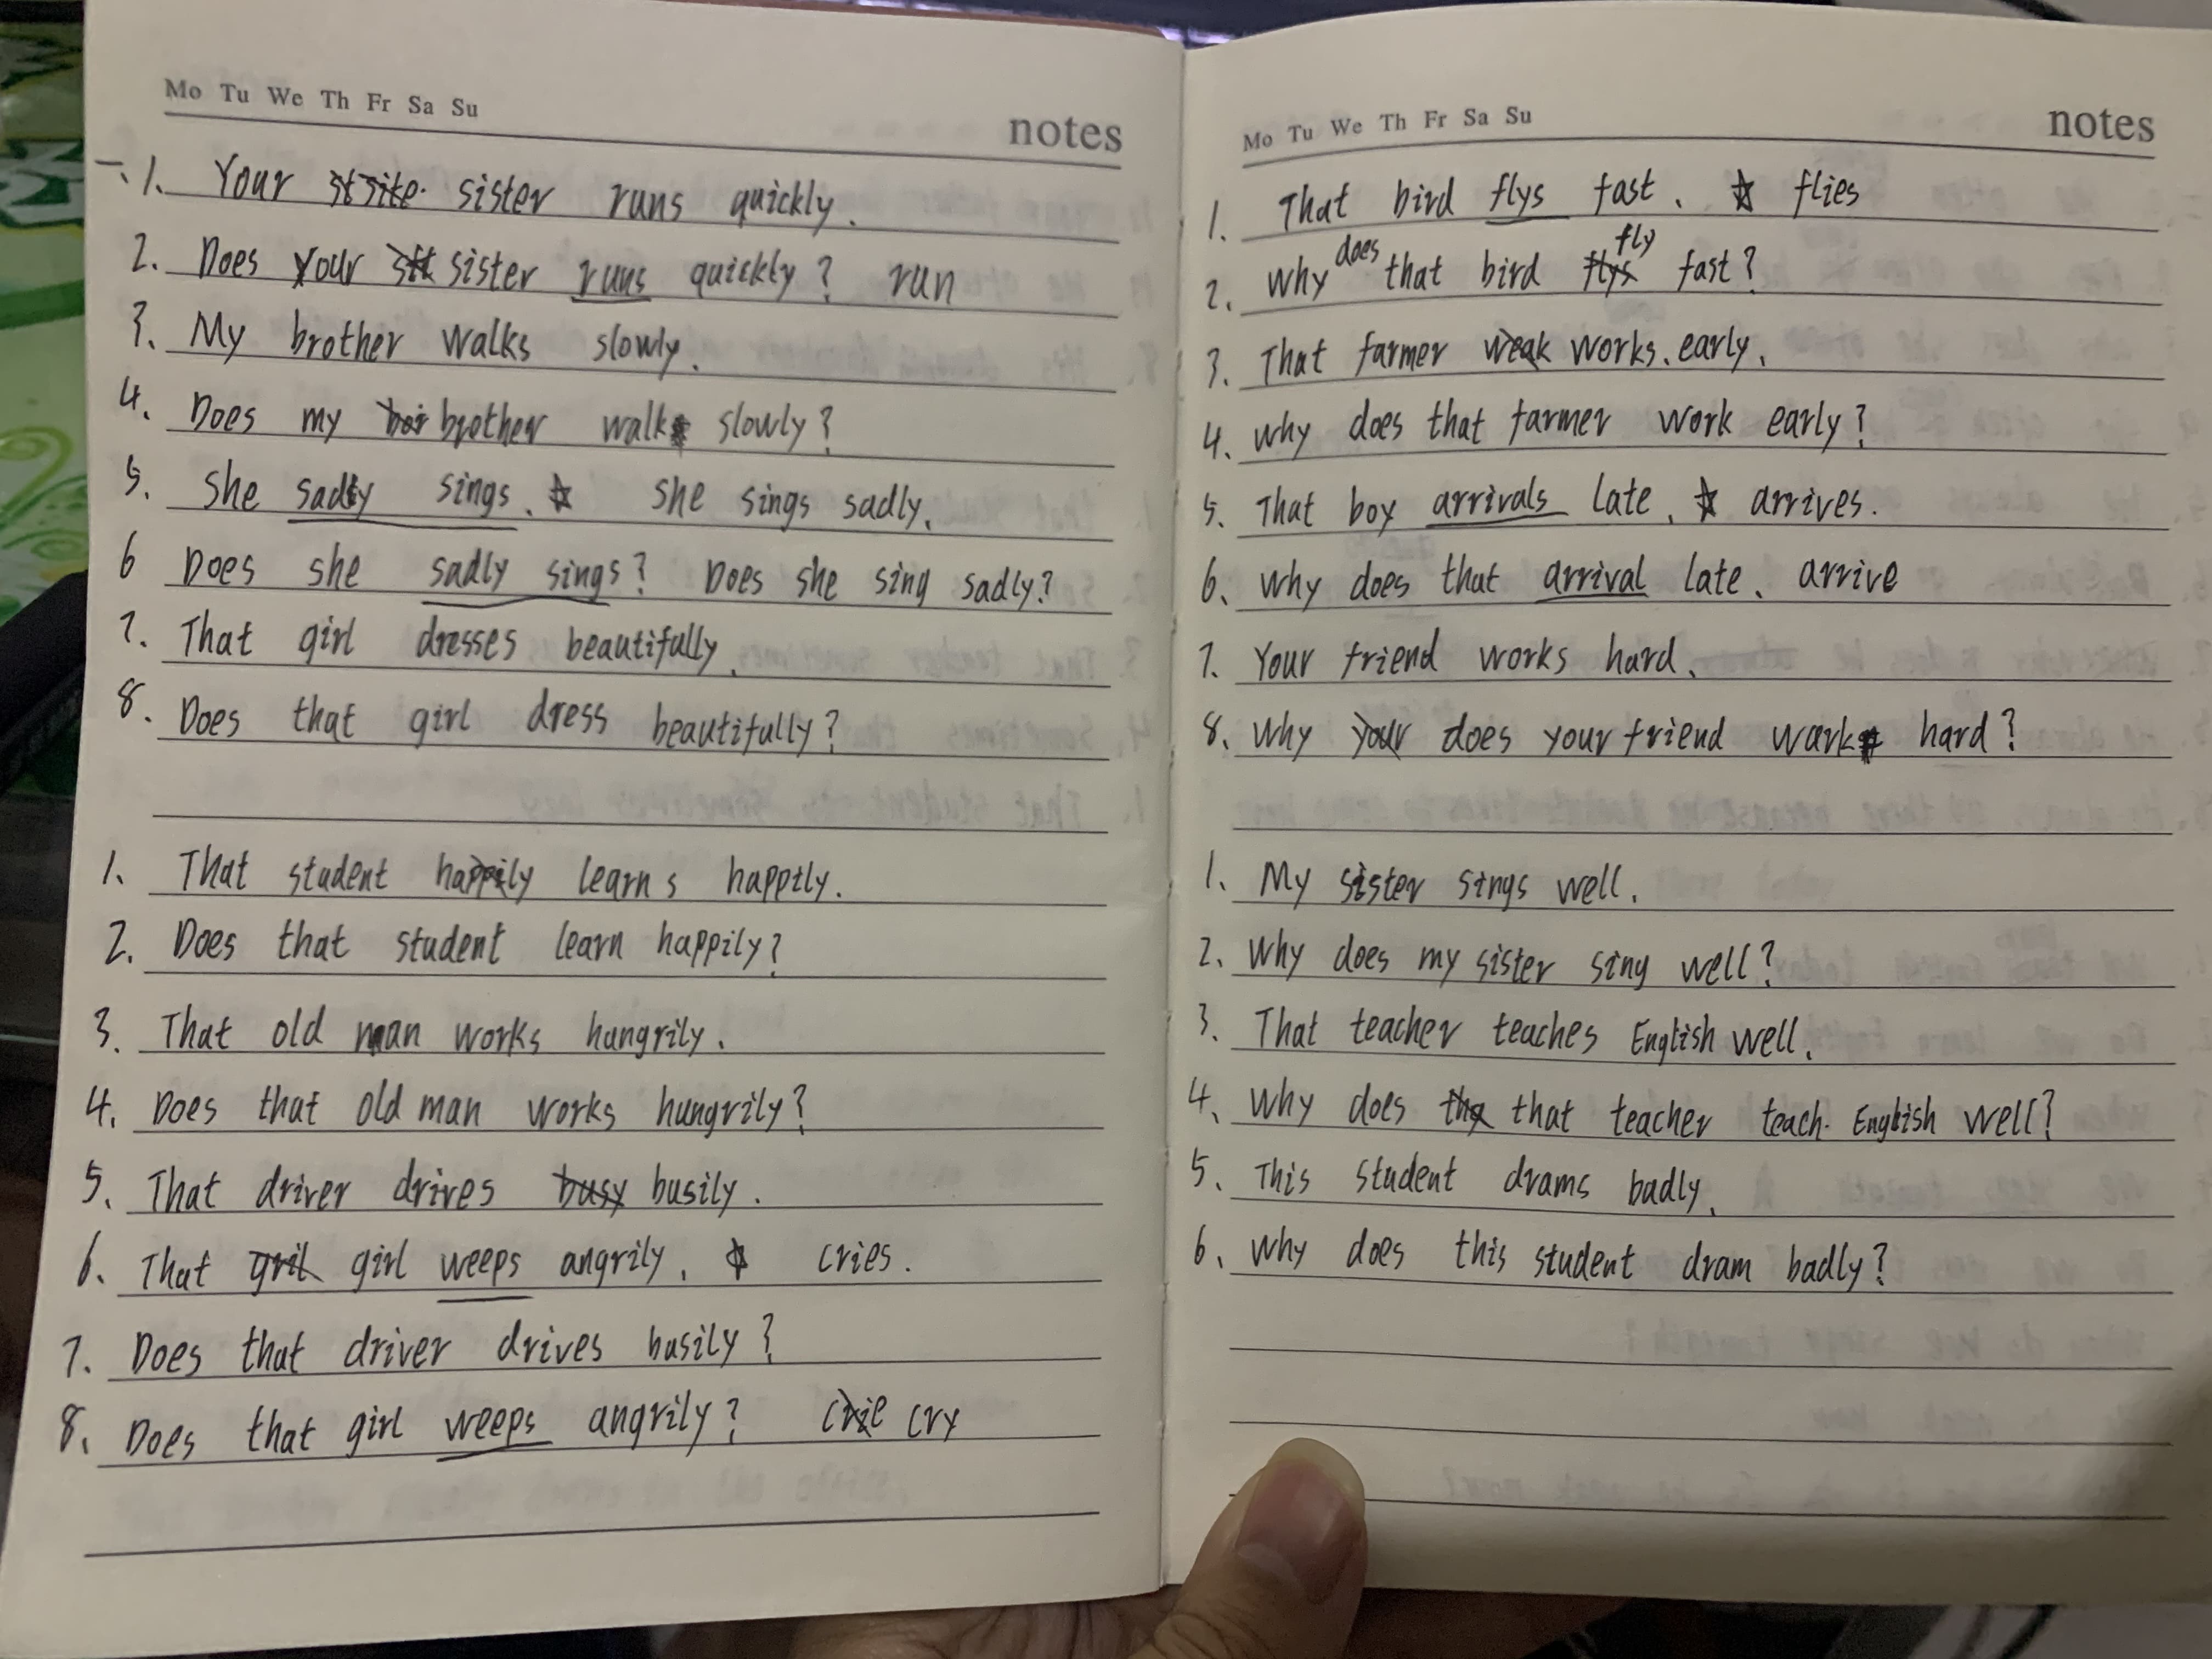 Mo Tu We Th Fr Sa Su
notes
一. 1. Your sister runs quickly.
2. Does your sister runs quickly? run
3. My brother walks slowly.
4. Does my brother walk slowly?
5. She sadly sings. ☆ She sings sadly.
6 Does she sadly sings? Does she sing sadly?
7. That girl dresses beautifully.
8. Does that girl dress beautifully?
1. That student happily learns happily.
2. Does that student learn happily?
3. That old man works hungrily.
4. Does that old man works hungrily?
5. That driver drives busy busily.
6. That gril girl weeps angrily. ☆ cries.
7. Does that driver drives busily?
8. Does that girl weeps angrily? crie cry
Mo Tu We Th Fr Sa Su
notes
1. That bird flys fast. ☆ flies
does fly
2. Why that bird flys fast?
3. That farmer weak works. early.
4. Why does that farmer work early?
5. That boy arrivals late. ☆ arrives.
6. Why does that arrival late. arrive
7. Your friend works hard.
8. Why your does your friend work hard?
1. My sister sings well.
2. Why does my sister sing well?
3. That teacher teaches English well.
4. Why does that teacher teach. English well?
5. This student drams badly.
6. Why does this student dram badly?